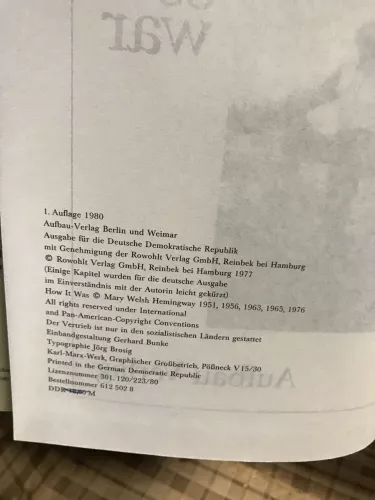 war
1. Auflage 1980
Aufbau-Verlag Berlin und Weimar
Ausgabe für die Deutsche Demokratische Republik
mit Genehmigung der Rowohlt Verlag GmbH, Reinbek bei Hamburg
© Rowohlt Verlag GmbH, Reinbek bei Hamburg 1977
(Einige Kapitel wurden für die deutsche Ausgabe
im Einverständnis mit der Autorin leicht gekürzt)
How It Was © Mary Welsh Hemingway 1951, 1956, 1963, 1965, 1976
All rights reserved under International
and Pan-American-Copyright Conventions
Der Vertrieb ist nur in den sozialistischen Ländern gestattet
Einbandgestaltung Gerhard Bunke
Typographie Jörg Brosig
Karl-Marx-Werk, Graphischer Großbetrieb, Pößneck V 15/30
Printed in the German Democratic Republic
Lizenznummer 301. 120/223/80
Bestellnummer 612 502 8
DDR M
Aufbau